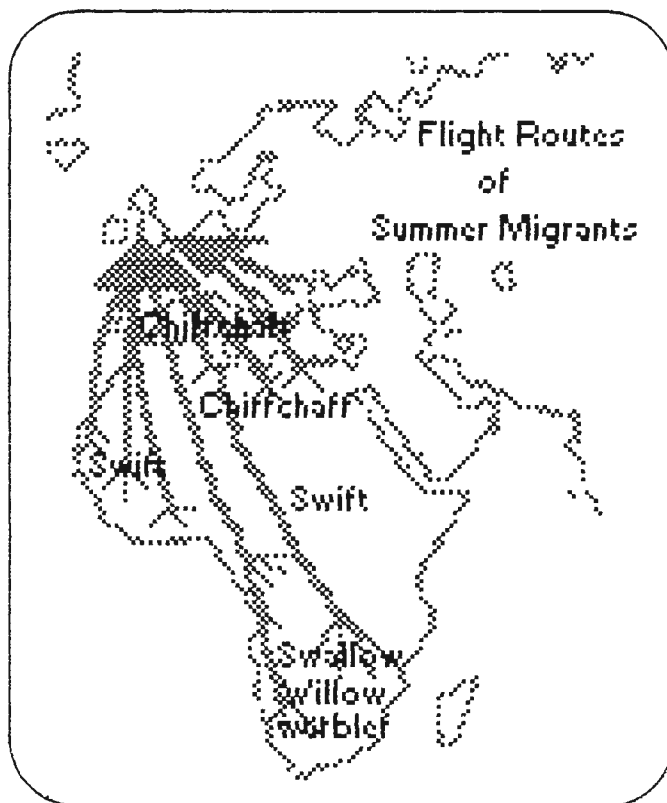 Flight Routes
of
Summer Migrants
Chiffchaff
Chiffchaff
Swift
Swift
Swallow
Willow
warbler